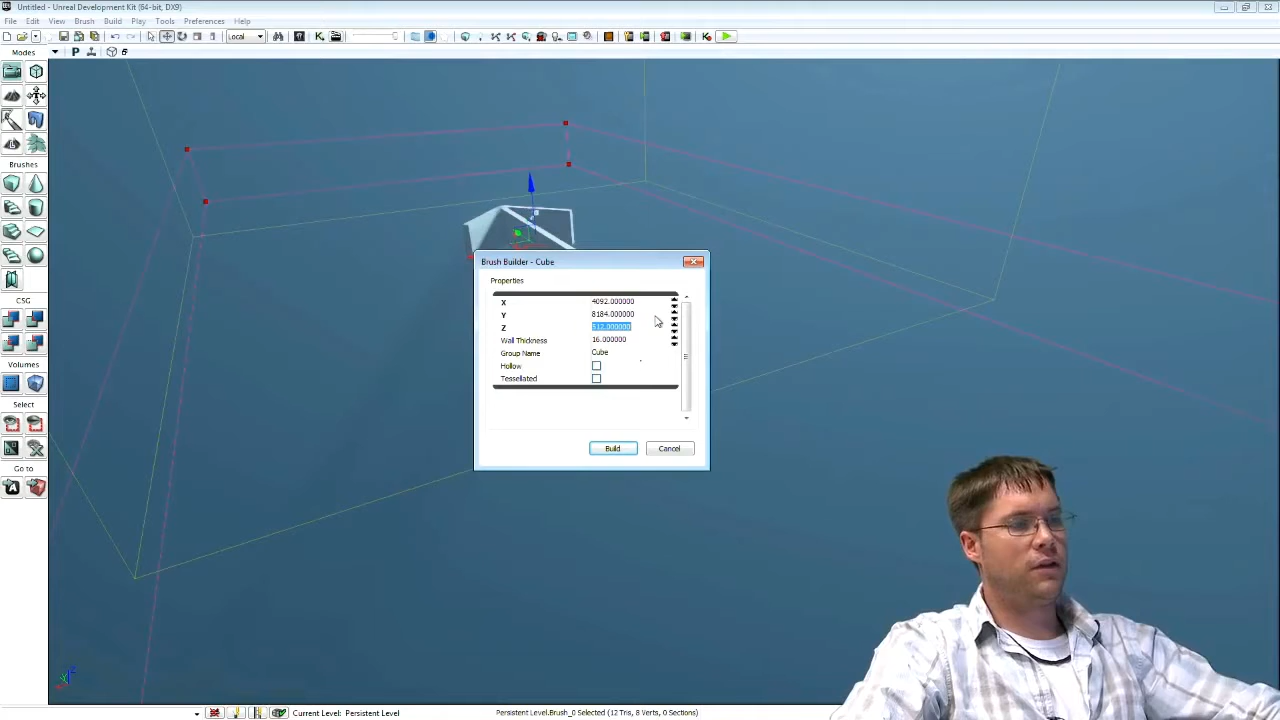 Untitled - Unreal Development Kit (64-bit, DX9)
File Edit View Brush Build Play Tools Preferences Help
Local
Modes
P
Brushes
CSG
Volumes
Select
Go to
Brush Builder - Cube
Properties
X 4092.000000
Y 8184.000000
Z 512.000000
Wall Thickness 16.000000
Group Name Cube
Hollow
Tessellated
Build Cancel
Current Level: Persistent Level Persistent Level.Brush_0 Selected (12 Tris, 8 Verts, 0 Sections)